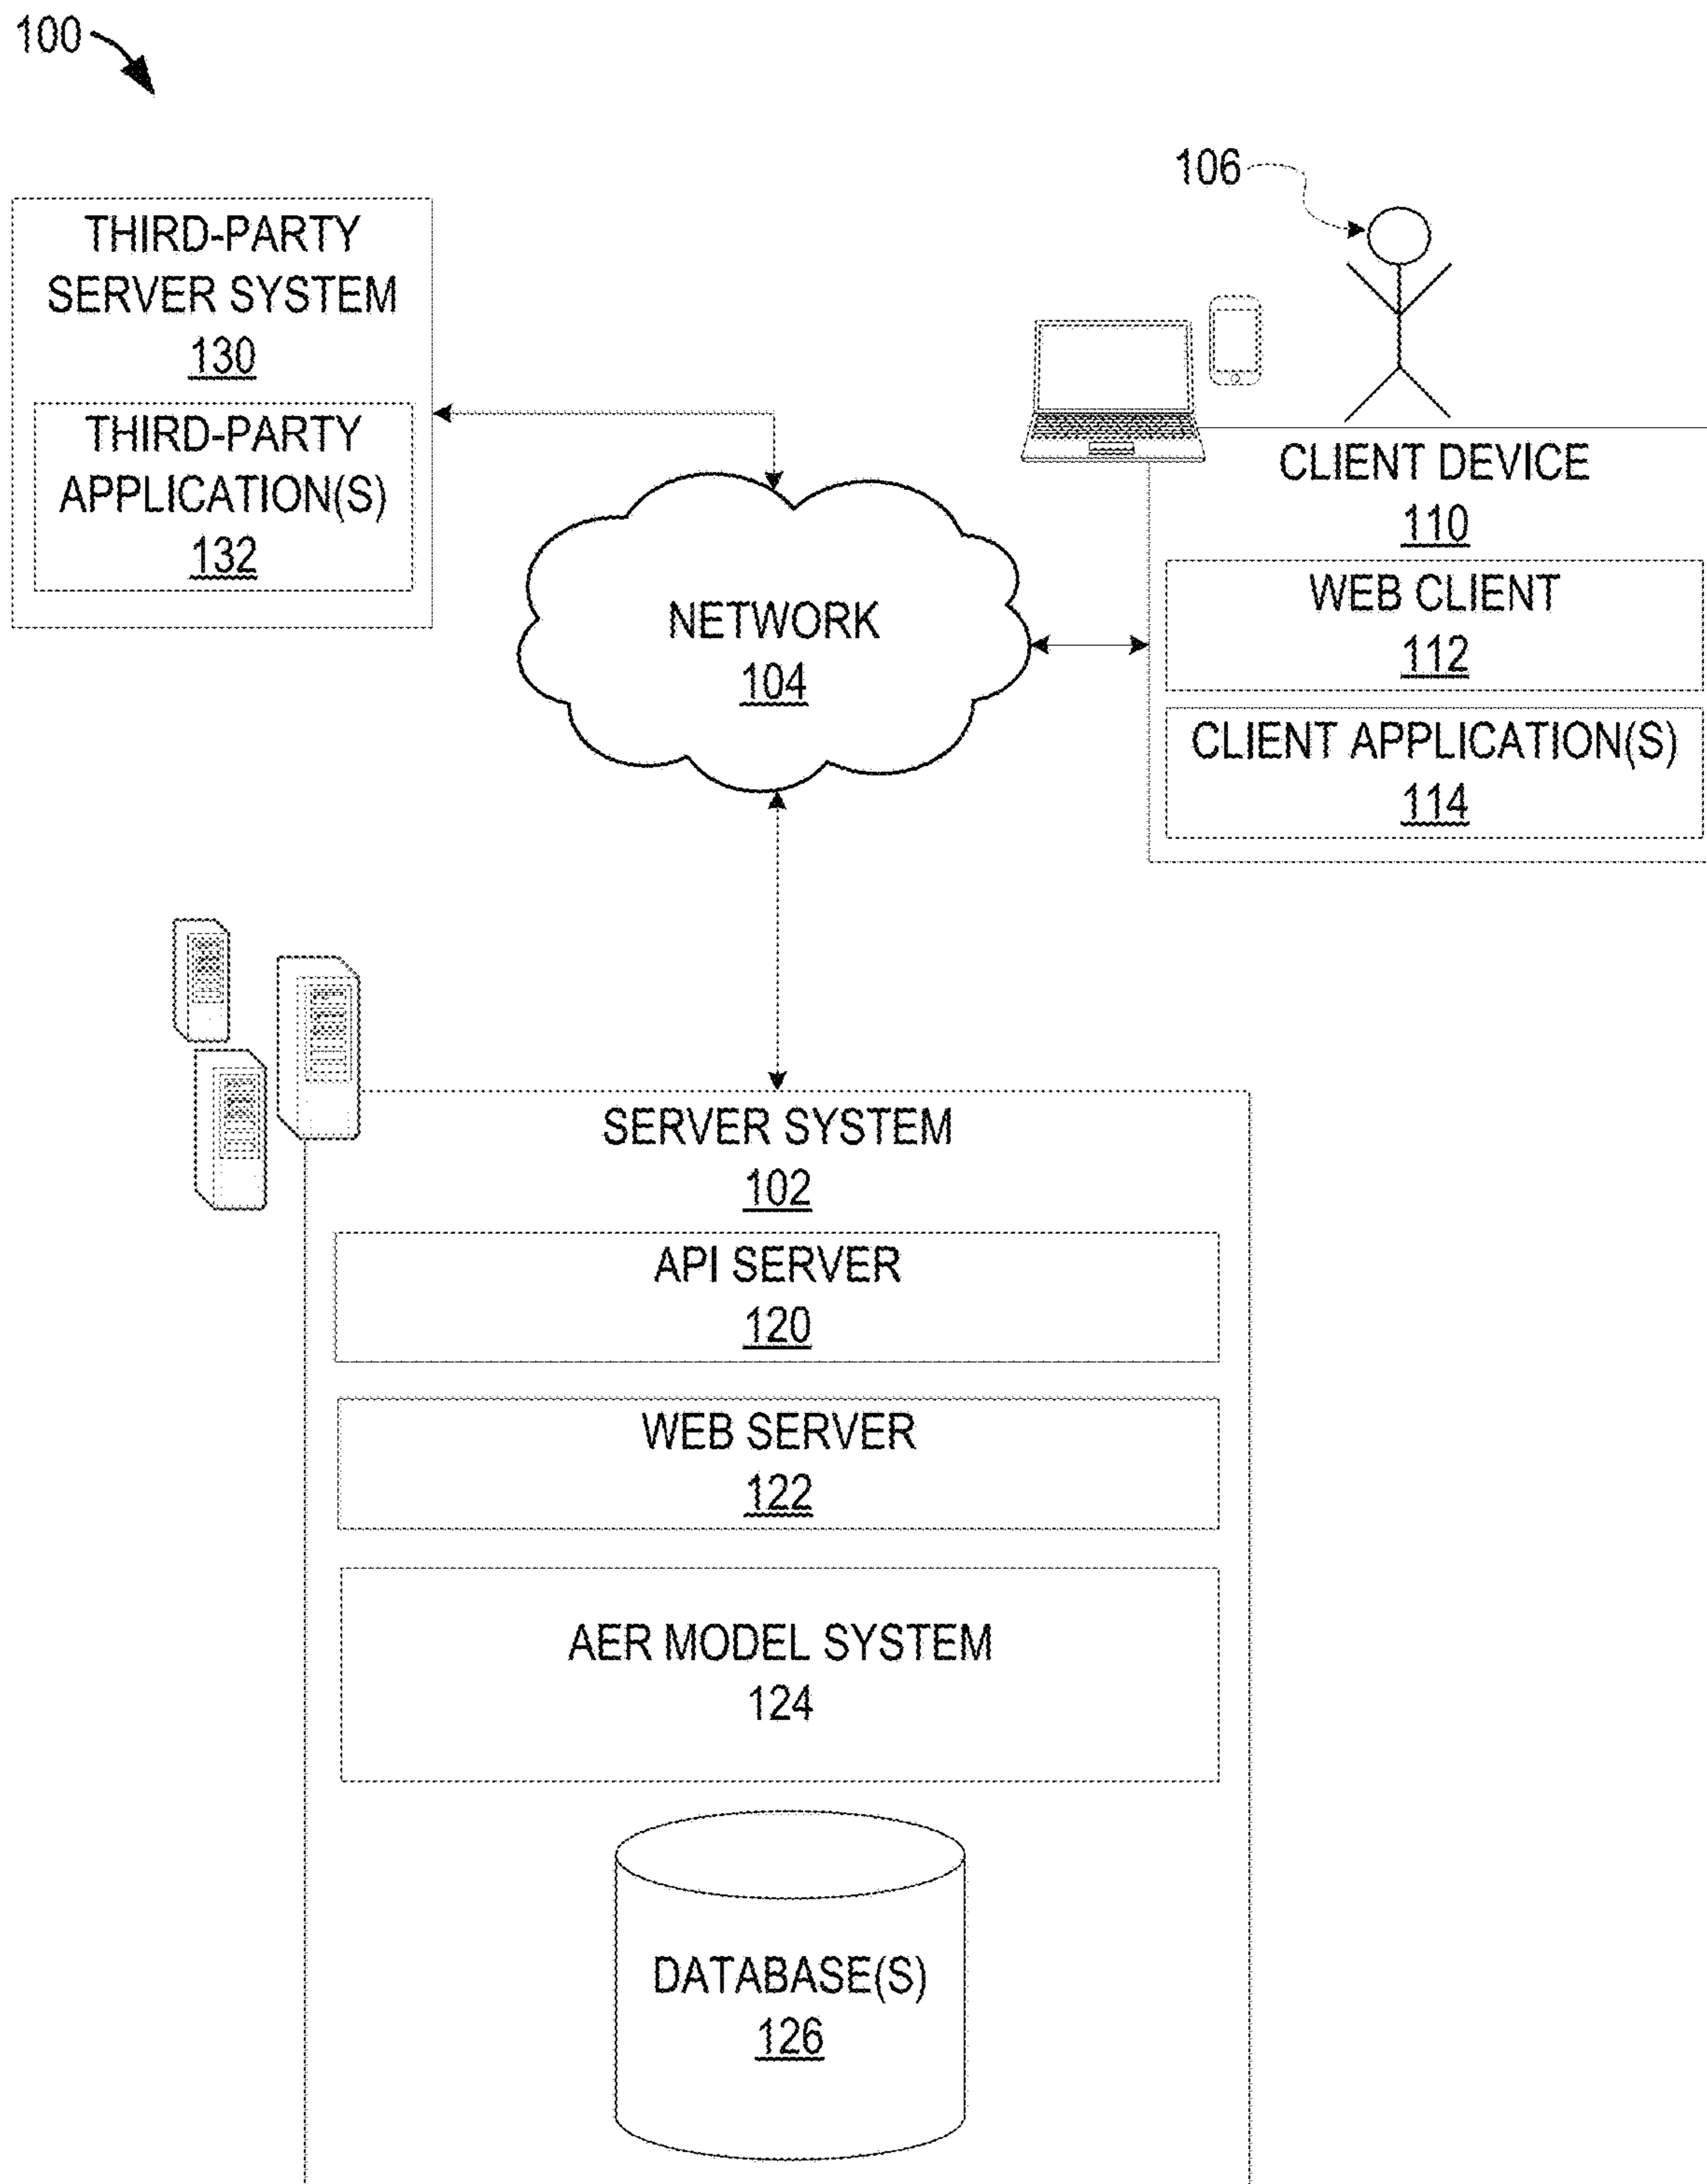 100
106
THIRD-PARTY
SERVER SYSTEM
130
THIRD-PARTY
APPLICATION(S)
132
CLIENT DEVICE
110
WEB CLIENT
112
CLIENT APPLICATION(S)
114
NETWORK
104
SERVER SYSTEM
102
API SERVER
120
WEB SERVER
122
AER MODEL SYSTEM
124
DATABASE(S)
126